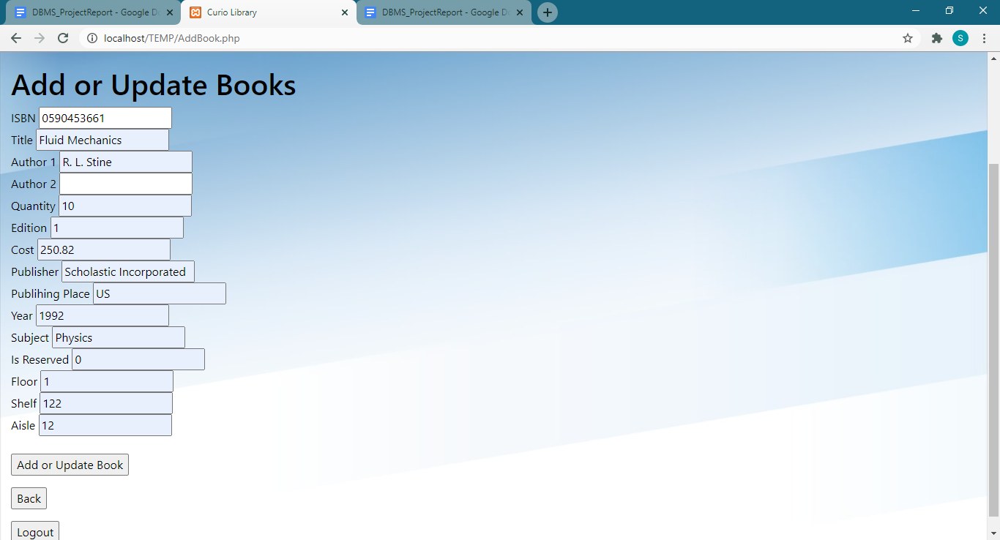 DBMS_ProjectReport - Google D
Curio Library
DBMS_ProjectReport - Google D
localhost/TEMP/AddBook.php
S
Add or Update Books
ISBN 0590453661
Title Fluid Mechanics
Author 1 R. L. Stine
Author 2
Quantity 10
Edition 1
Cost 250.82
Publisher Scholastic Incorporated
Publihing Place US
Year 1992
Subject Physics
Is Reserved 0
Floor 1
Shelf 122
Aisle 12
Add or Update Book
Back
Logout